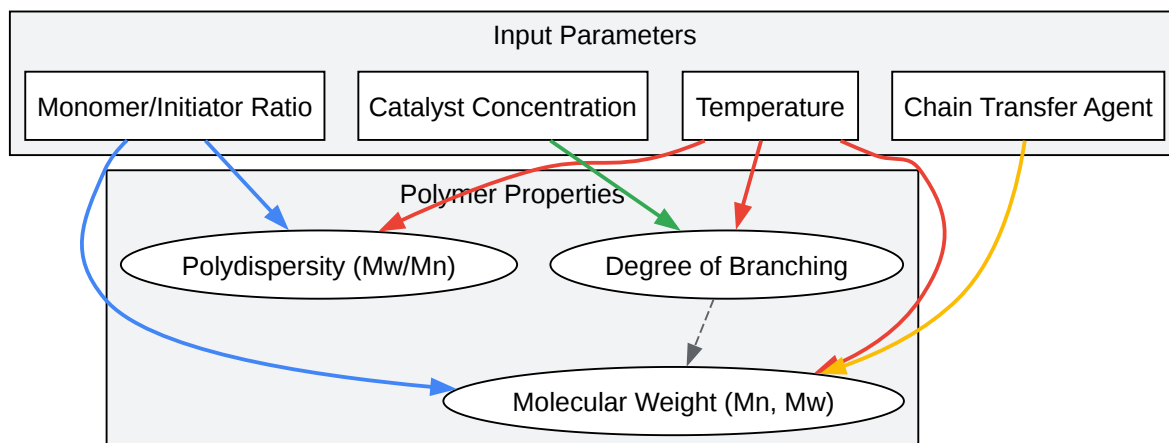 Input Parameters
Monomer/Initiator Ratio
Catalyst Concentration
Temperature
Chain Transfer Agent
Polymer Properties
Polydispersity (Mw/Mn)
Degree of Branching
Molecular Weight (Mn, Mw)